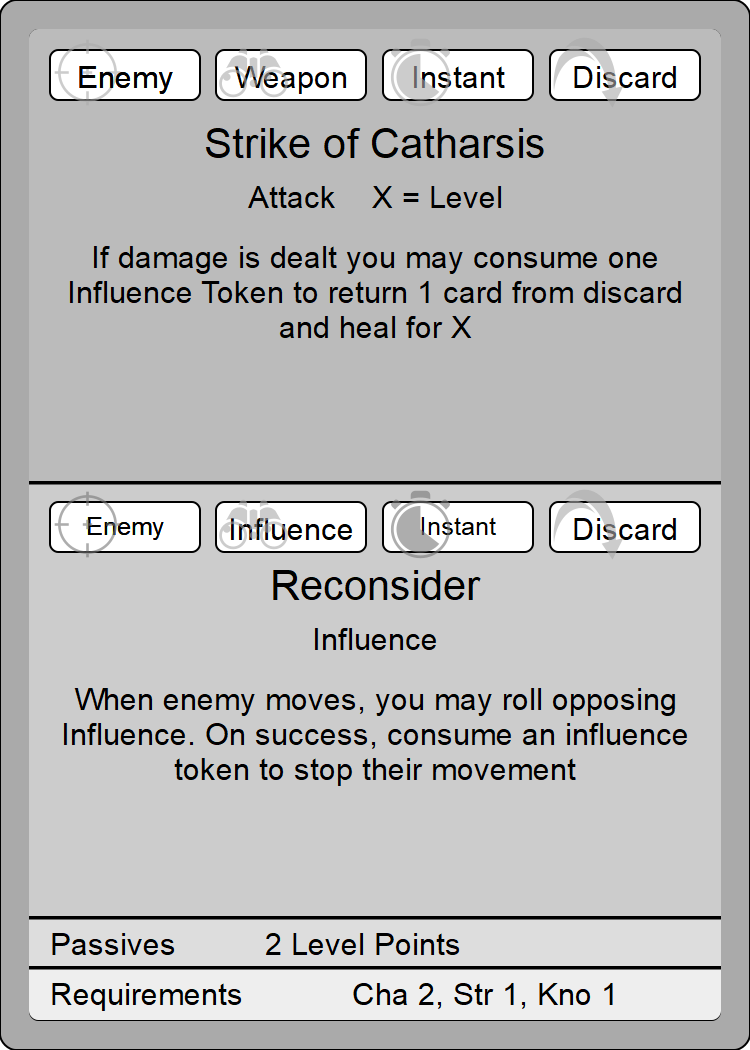 Enemy Weapon Instant Discard
Strike of Catharsis
Attack X = Level
If damage is dealt you may consume one
Influence Token to return 1 card from discard
and heal for X
Enemy Influence Instant Discard
Reconsider
Influence
When enemy moves, you may roll opposing
Influence. On success, consume an influence
token to stop their movement
Passives 2 Level Points
Requirements Cha 2, Str 1, Kno 1